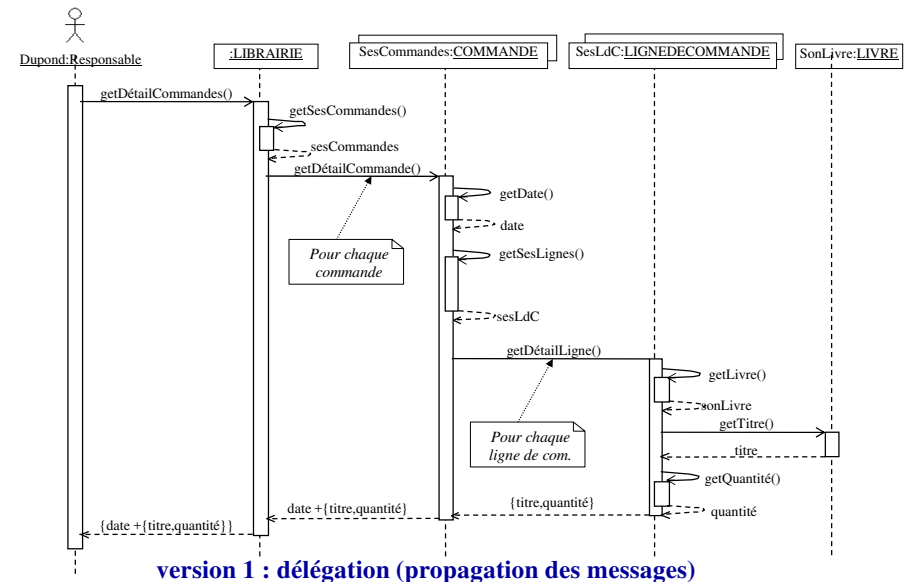 Dupond:Responsable
:LIBRAIRIE
SesCommandes:COMMANDE
SesLdC:LIGNEDECOMMANDE
SonLivre:LIVRE
getDétailCommandes()
getSesCommandes()
sesCommandes
getDétailCommande()
getDate()
date
Pour chaque
commande
getSesLignes()
sesLdC
getDétailLigne()
getLivre()
sonLivre
getTitre()
Pour chaque
ligne de com.
titre
getQuantité()
quantité
{titre,quantité}
date +{titre,quantité}
{date +{titre,quantité}}
version 1 : délégation (propagation des messages)